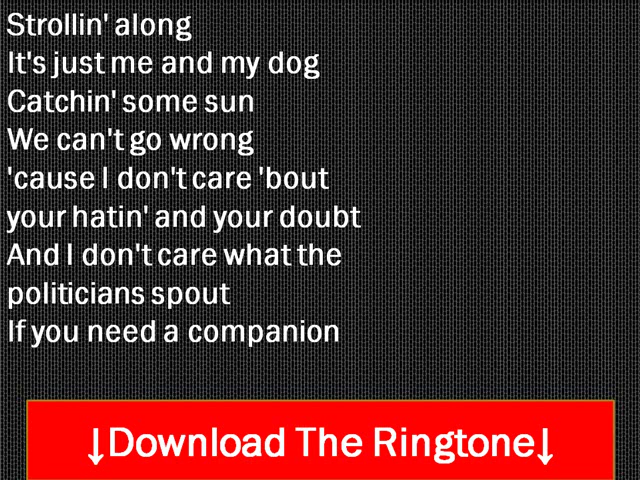 Strollin' along
It's just me and my dog
Catchin' some sun
We can't go wrong
'cause I don't care 'bout
your hatin' and your doubt
And I don't care what the
politicians spout
If you need a companion
↓Download The Ringtone↓